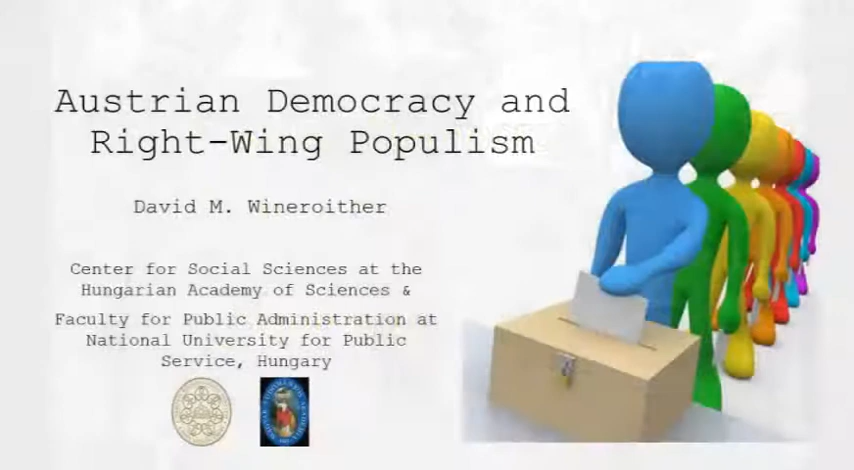 Austrian Democracy and
Right-Wing Populism
David M. Wineroither
Center for Social Sciences at the
Hungarian Academy of Sciences &
Faculty for Public Administration at
National University for Public
Service, Hungary